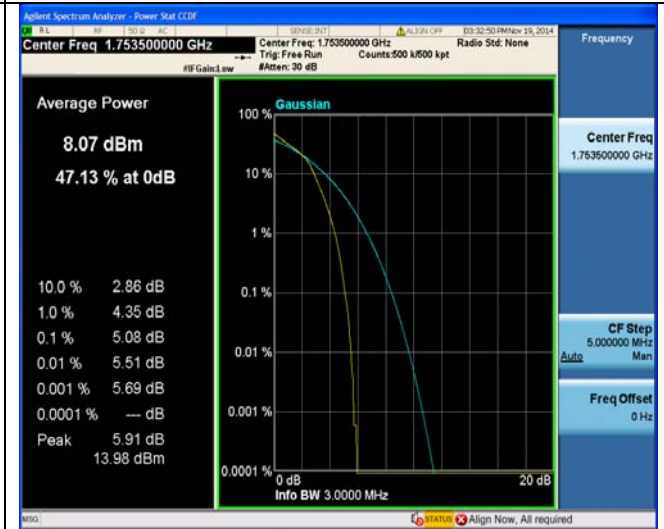 Agilent Spectrum Analyzer - Power Stat CCDF
RL RF 50 Ω AC SENSE:INT ALIGN OFF 03:32:50 PM Nov 19, 2014
Center Freq 1.753500000 GHz
Center Freq: 1.753500000 GHz Radio Std: None
Trig: Free Run Counts:500 k/500 kpt
#IFGain:Low #Atten: 30 dB
Frequency
Average Power
8.07 dBm
47.13 % at 0dB
10.0 % 2.86 dB
1.0 % 4.35 dB
0.1 % 5.08 dB
0.01 % 5.51 dB
0.001 % 5.69 dB
0.0001 % --- dB
Peak 5.91 dB
13.98 dBm
Gaussian
100 %
10 %
1 %
0.1 %
0.01 %
0.001 %
0.0001 %
0 dB 20 dB
Info BW 3.0000 MHz
Center Freq
1.753500000 GHz
CF Step
5.000000 MHz
Auto Man
Freq Offset
0 Hz
MSG STATUS Align Now, All required